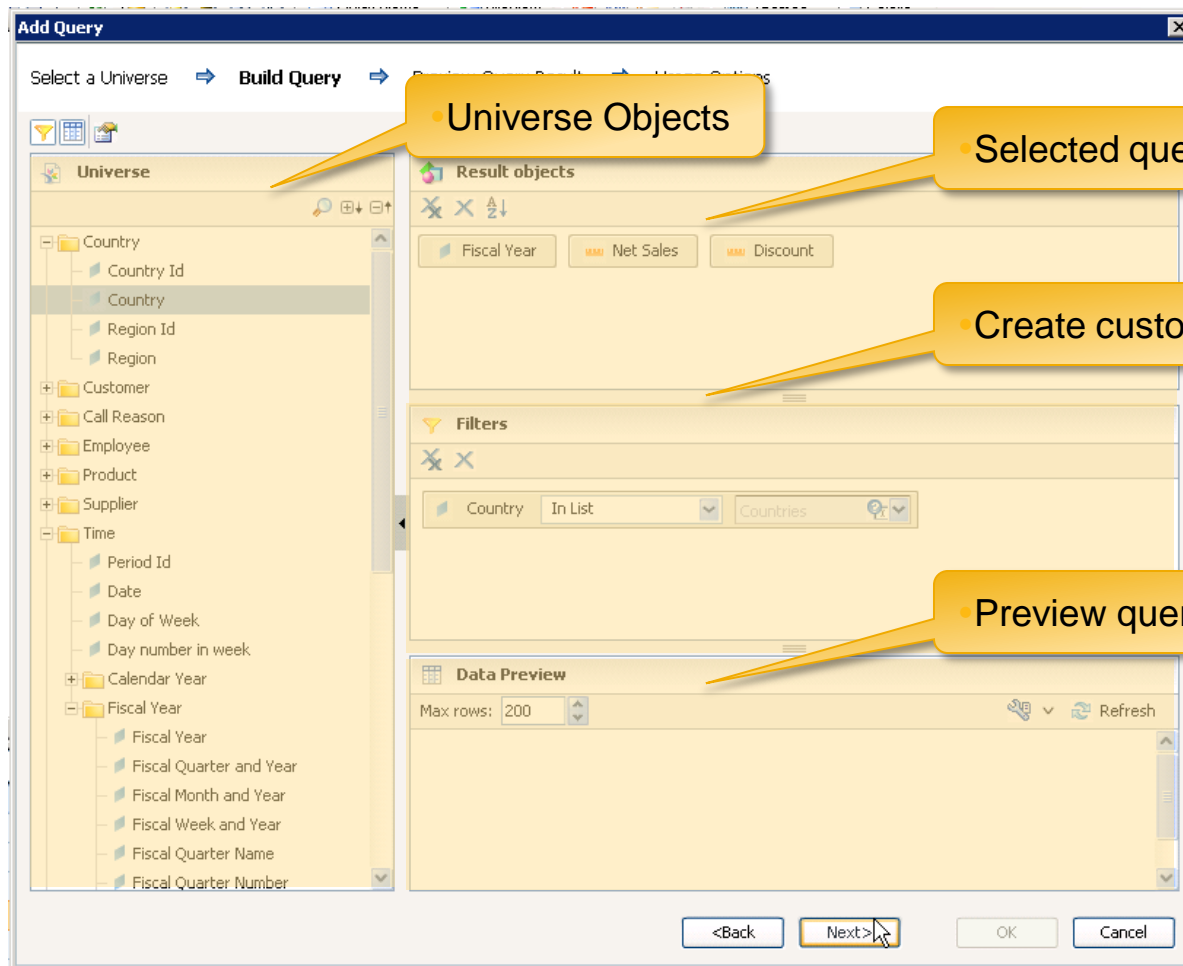 Add Query
Select a Universe Build Query
Universe Objects
Selected
Universe
Result objects
Fiscal Year Net Sales Discount
Country
Country Id
Country
Region Id
Region
Customer
Call Reason
Employee
Product
Supplier
Time
Period Id
Date
Day of Week
Day number in week
Calendar Year
Fiscal Year
Fiscal Year
Fiscal Quarter and Year
Fiscal Month and Year
Fiscal Week and Year
Fiscal Quarter Name
Fiscal Quarter Number
Create
Filters
Country In List Countries
Preview
Data Preview
Max rows: 200 Refresh
<Back Next> OK Cancel